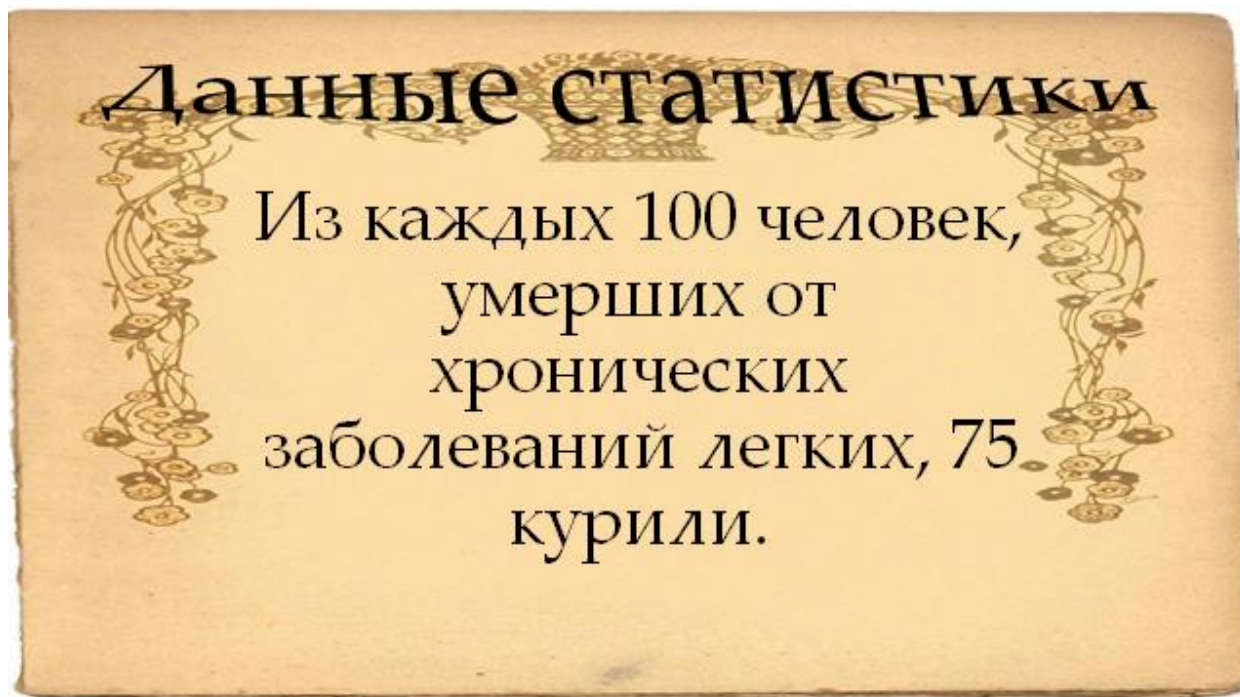 Данные статистики
Из каждых 100 человек,
умерших от
хронических
заболеваний легких, 75
курили.